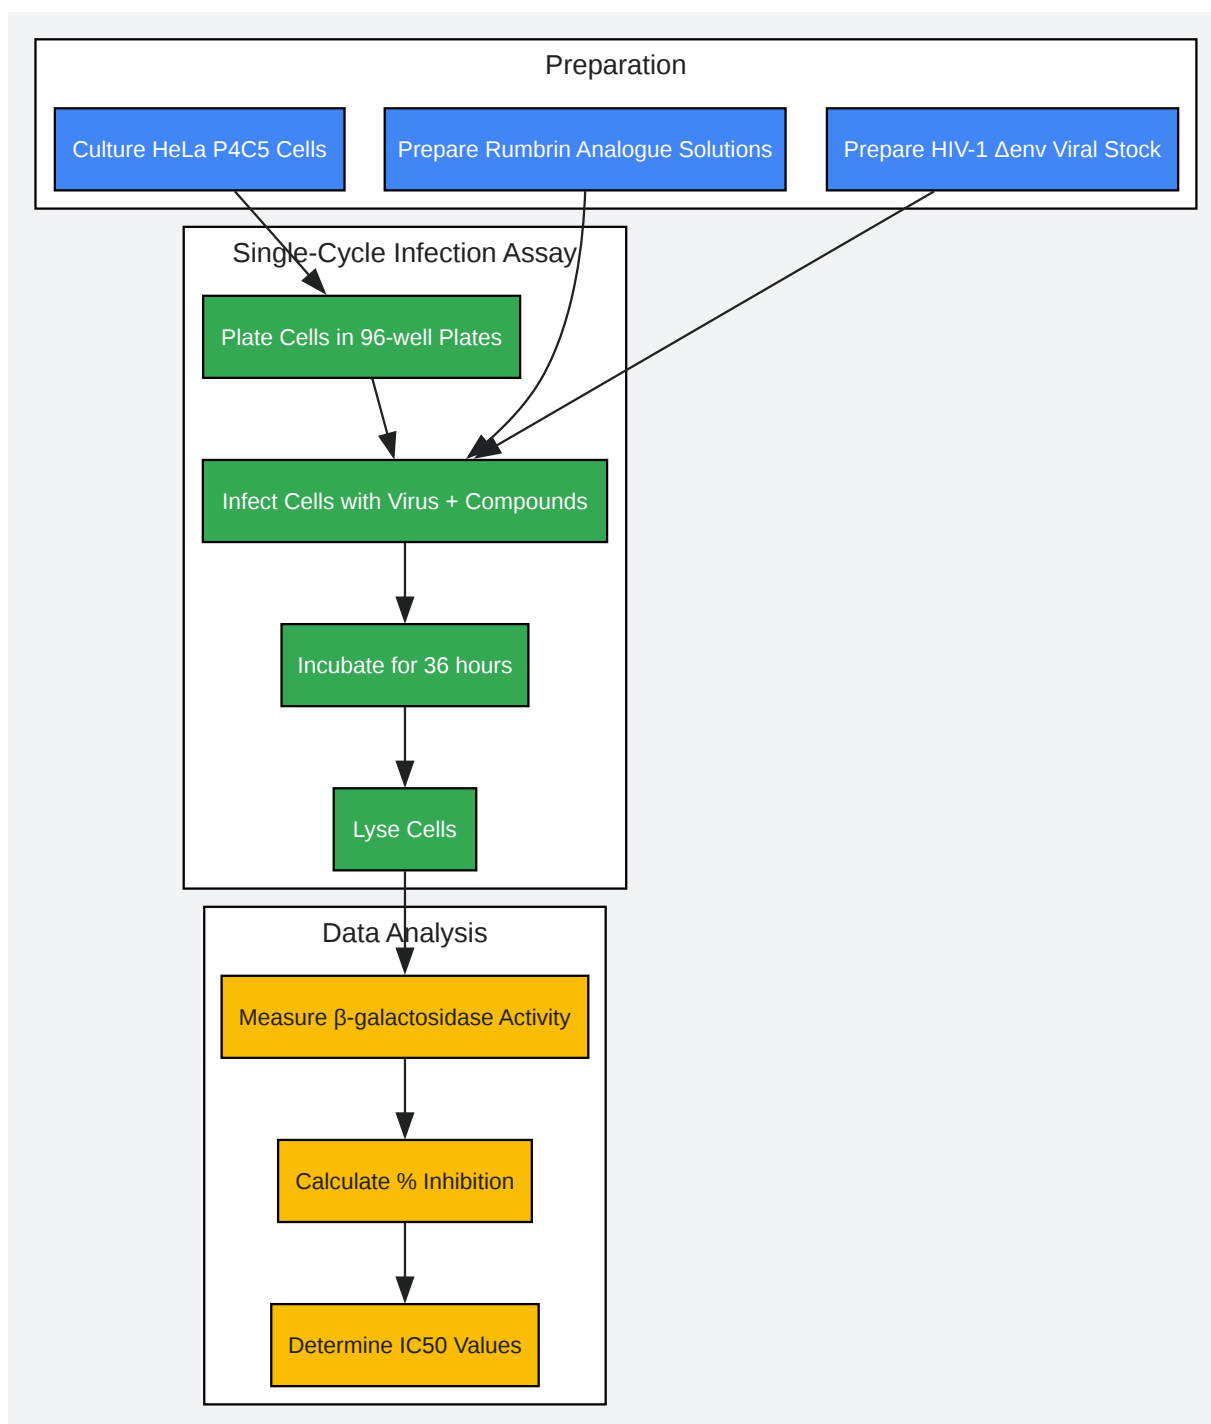 Preparation
Culture HeLa P4C5 Cells
Prepare Rumbrin Analogue Solutions
Prepare HIV-1 Δenv Viral Stock
Single-Cycle Infection Assay
Plate Cells in 96-well Plates
Infect Cells with Virus + Compounds
Incubate for 36 hours
Lyse Cells
Data Analysis
Measure β-galactosidase Activity
Calculate % Inhibition
Determine IC50 Values